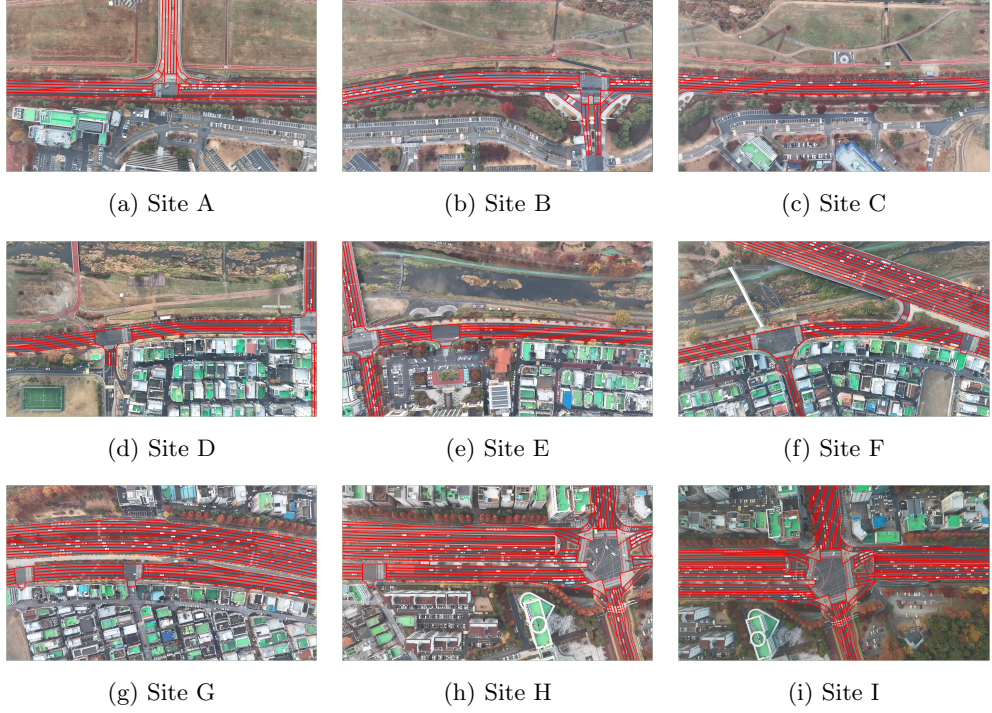 (a) Site A
(b) Site B
(c) Site C
(d) Site D
(e) Site E
(f) Site F
(g) Site G
(h) Site H
(i) Site I